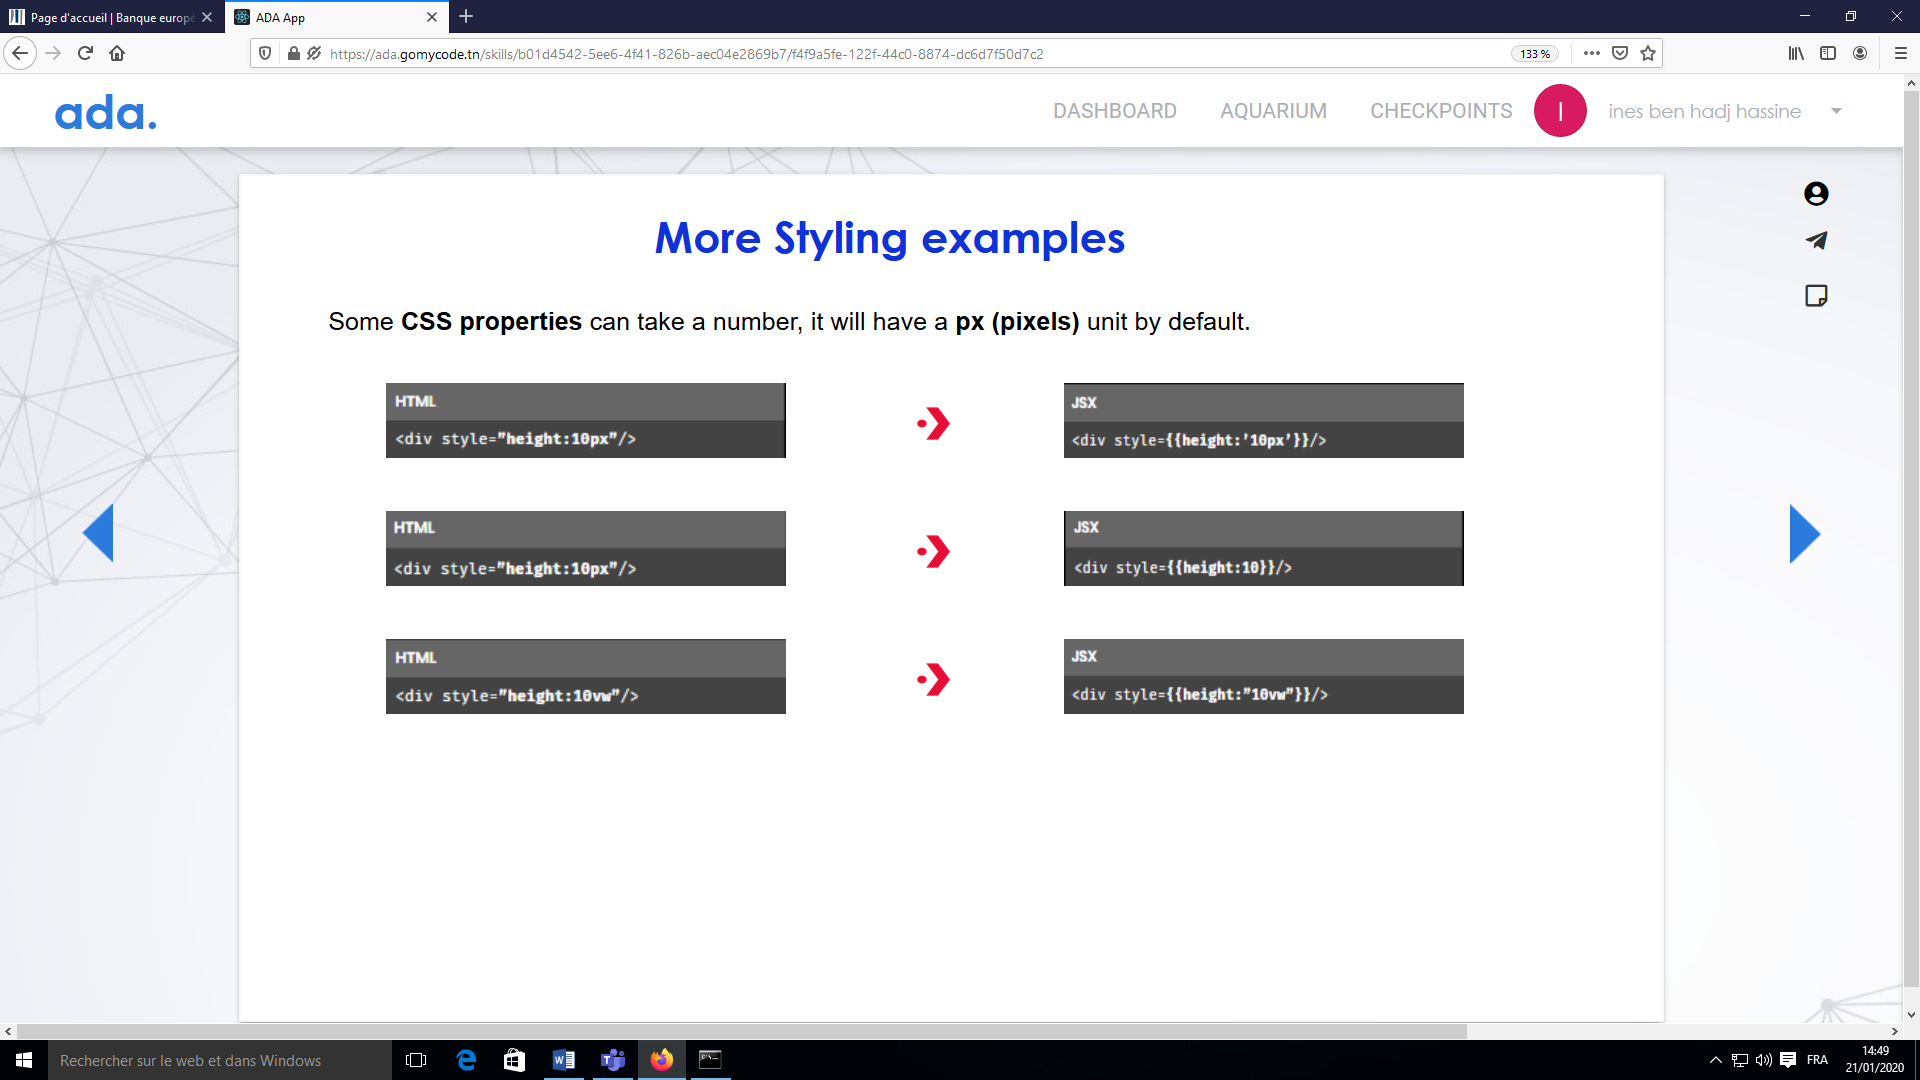 Page d'accueil | Banque europé
ADA App
https://ada.gomycode.tn/skills/b01d4542-5ee6-4f41-826b-aec04e2869b7/f4f9a5fe-122f-44c0-8874-dc6d7f50d7c2
133 %
ada.
DASHBOARD
AQUARIUM
CHECKPOINTS
I
ines ben hadj hassine
More Styling examples
Some CSS properties can take a number, it will have a px (pixels) unit by default.
HTML
<div style="height:10px"/>
JSX
<div style={{height:'10px'}}/>
HTML
<div style="height:10px"/>
JSX
<div style={{height:10}}/>
HTML
<div style="height:10vw"/>
JSX
<div style={{height:"10vw"}}/>
Rechercher sur le web et dans Windows
FRA
14:49
21/01/2020